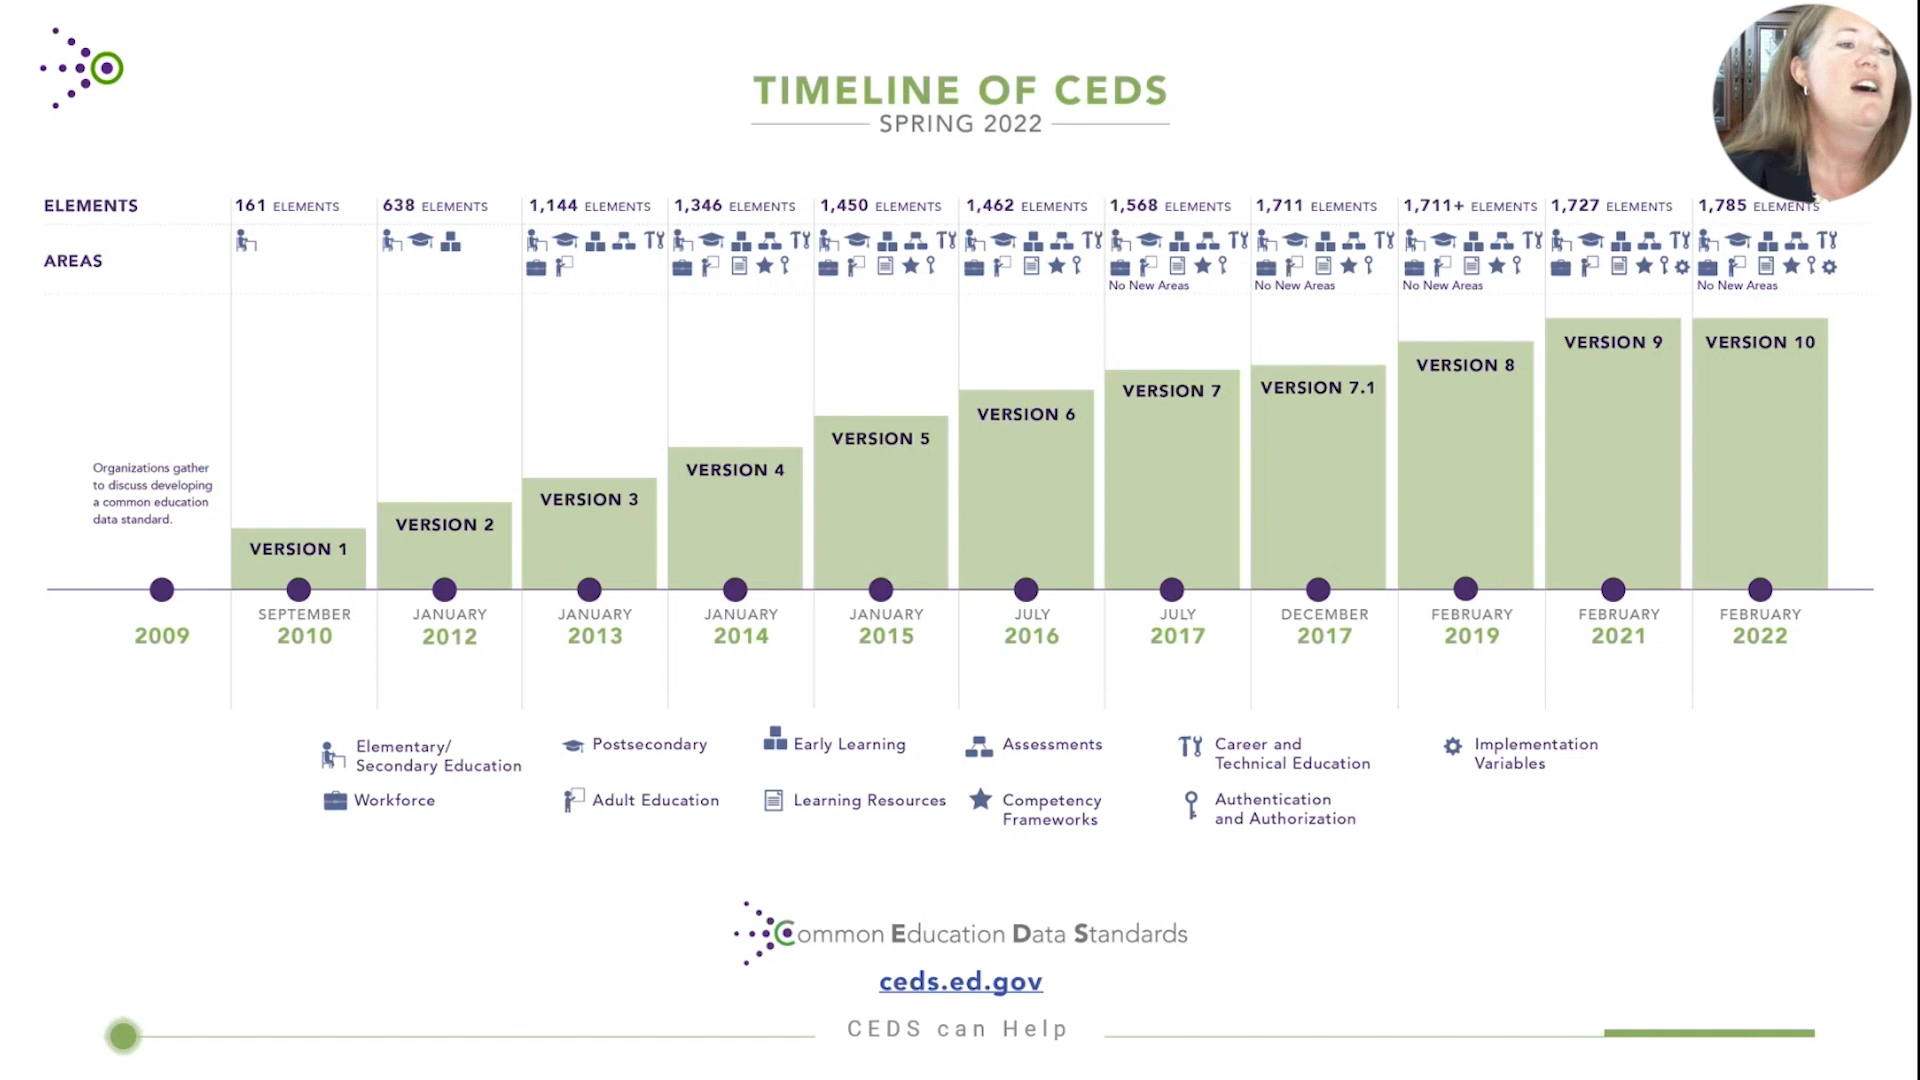 TIMELINE OF CEDS
SPRING 2022
ELEMENTS
161 ELEMENTS
638 ELEMENTS
1,144 ELEMENTS
1,346 ELEMENTS
1,450 ELEMENTS
1,462 ELEMENTS
1,568 ELEMENTS
1,711 ELEMENTS
1,711+ ELEMENTS
1,727 ELEMENTS
1,785 ELEMENTS
AREAS
No New Areas
No New Areas
No New Areas
No New Areas
Organizations gather
to discuss developing
a common education
data standard.
VERSION 1
VERSION 2
VERSION 3
VERSION 4
VERSION 5
VERSION 6
VERSION 7
VERSION 7.1
VERSION 8
VERSION 9
VERSION 10
2009
SEPTEMBER
2010
JANUARY
2012
JANUARY
2013
JANUARY
2014
JANUARY
2015
JULY
2016
JULY
2017
DECEMBER
2017
FEBRUARY
2019
FEBRUARY
2021
FEBRUARY
2022
Elementary/
Secondary Education
Postsecondary
Early Learning
Assessments
Career and
Technical Education
Implementation
Variables
Workforce
Adult Education
Learning Resources
Competency
Frameworks
Authentication
and Authorization
Common Education Data Standards
ceds.ed.gov
CEDS can Help